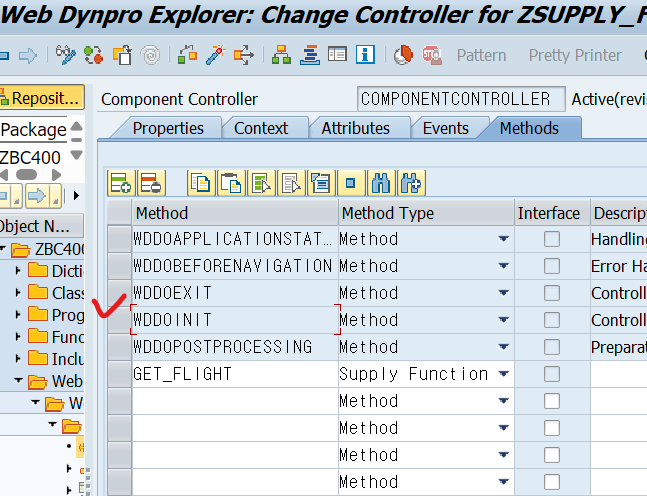 Web Dynpro Explorer: Change Controller for ZSUPPLY_F
Pattern Pretty Printer
Reposit... Component Controller COMPONENTCONTROLLER Active(revis
Package Properties Context Attributes Events Methods
ZBC400
Object N... Method Method Type Interface Descript
ZBC400 WDDOAPPLICATIONSTAT... Method Handling
Dictio WDDOBEFORENAVIGATION Method Error Ha
Class WDDOEXIT Method Controll
Prog WDDOINIT Method Controll
Func WDDOPOSTPROCESSING Method Preparat
Inclu GET_FLIGHT Supply Function
Web Method
W Method
Method
Method